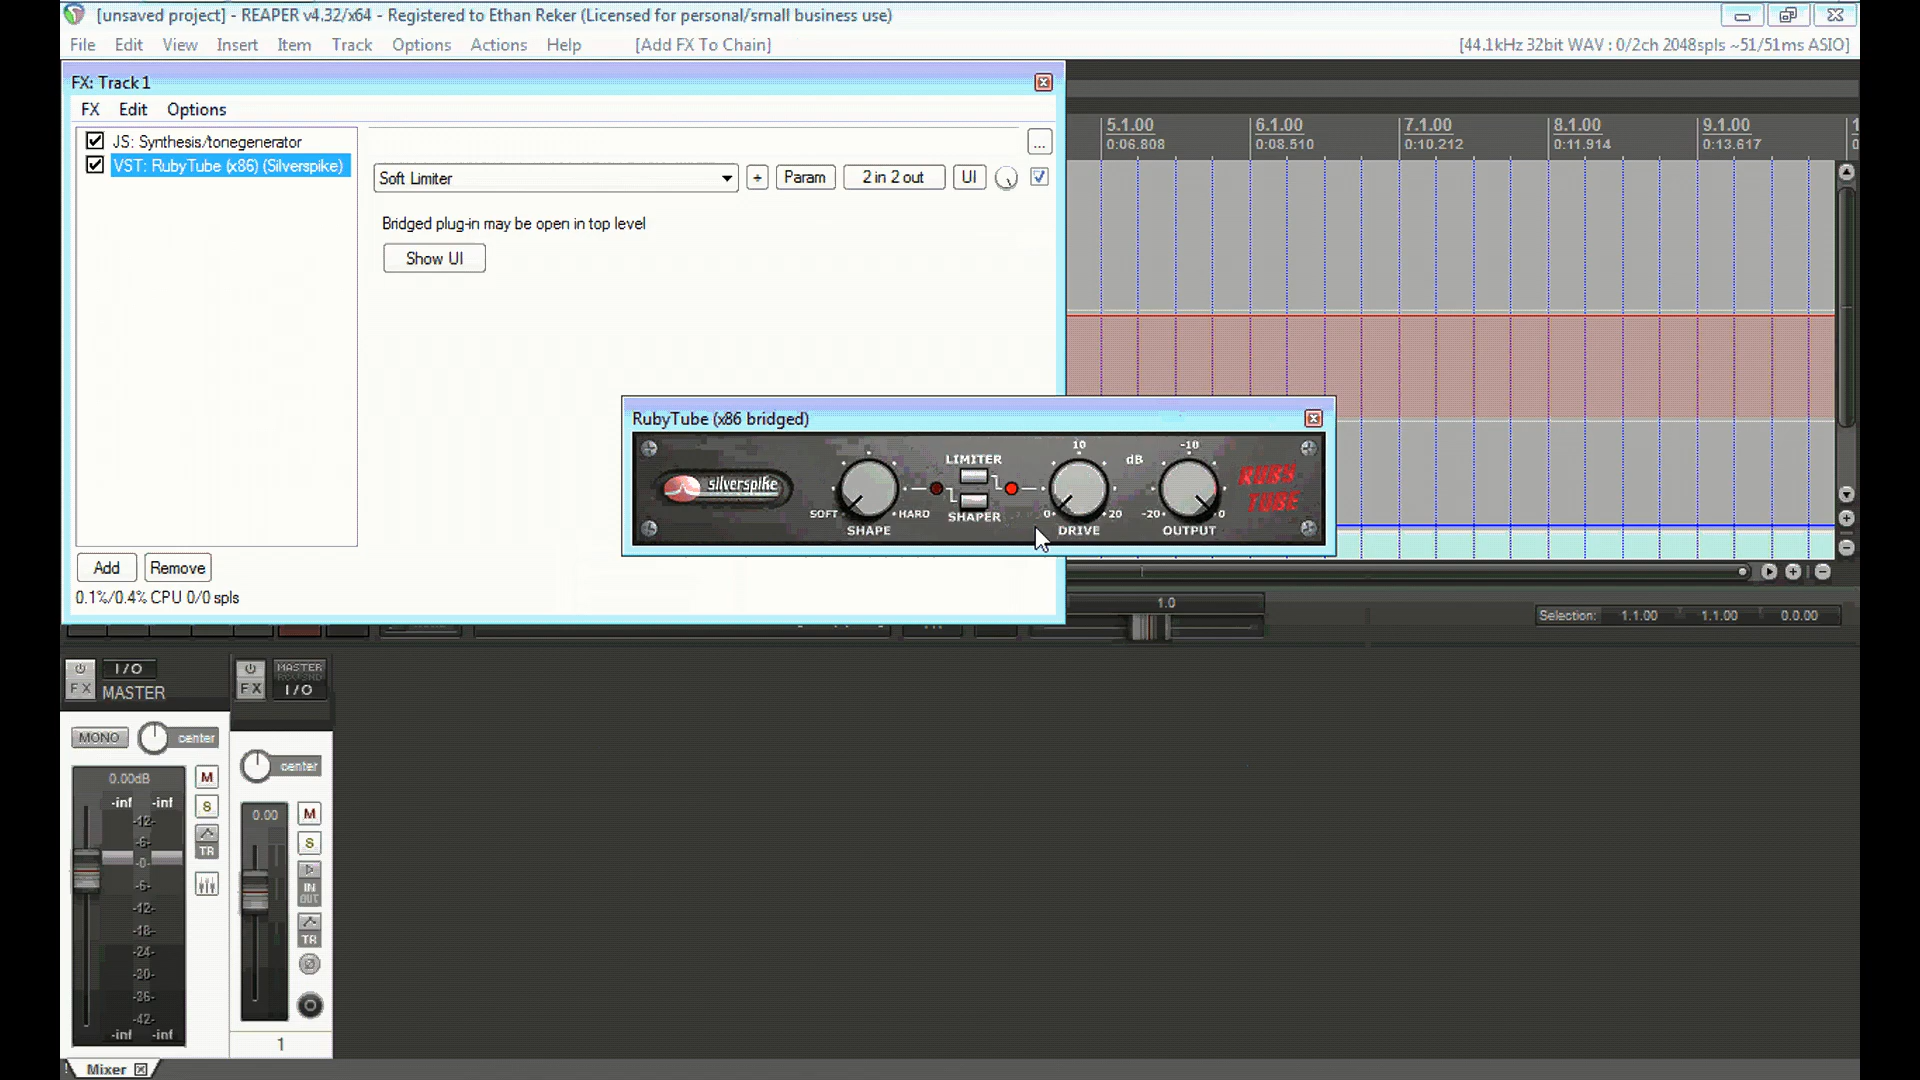 [unsaved project] - REAPER v4.32/x64 - Registered to Ethan Reker (Licensed for personal/small business use)
File Edit View Insert Item Track Options Actions Help [Add FX To Chain] [44.1kHz 32bit WAV : 0/2ch 2048spls ~51/51ms ASIO]
FX: Track 1
FX Edit Options
JS: Synthesis/tonegenerator
VST: RubyTube (x86) (Silverspike)
...
Soft Limiter + Param 2 in 2 out UI
Bridged plug-in may be open in top level
Show UI
5.1.00 6.1.00 7.1.00 8.1.00 9.1.00
0:06.808 0:08.510 0:10.212 0:11.914 0:13.617
RubyTube (x86 bridged)
silverspike
LIMITER
SHAPER
SOFT HARD
SHAPE
10
0 20
DRIVE
dB
-10
-20 0
OUTPUT
RUBY
TUBE
Add Remove
0.1%/0.4% CPU 0/0 spls
1.0
Selection: 1.1.00 1.1.00 0.0.00
FX I/O
MASTER
FX MASTER
I/O
MONO center
center
0.00dB
-inf -inf
-12-
-6-
-0-
-6-
-12-
-18-
-24-
-30-
-36-
-42-
-inf -inf
M
S
TR
0.00
M
S
IN
OUT
TR
1
Mixer